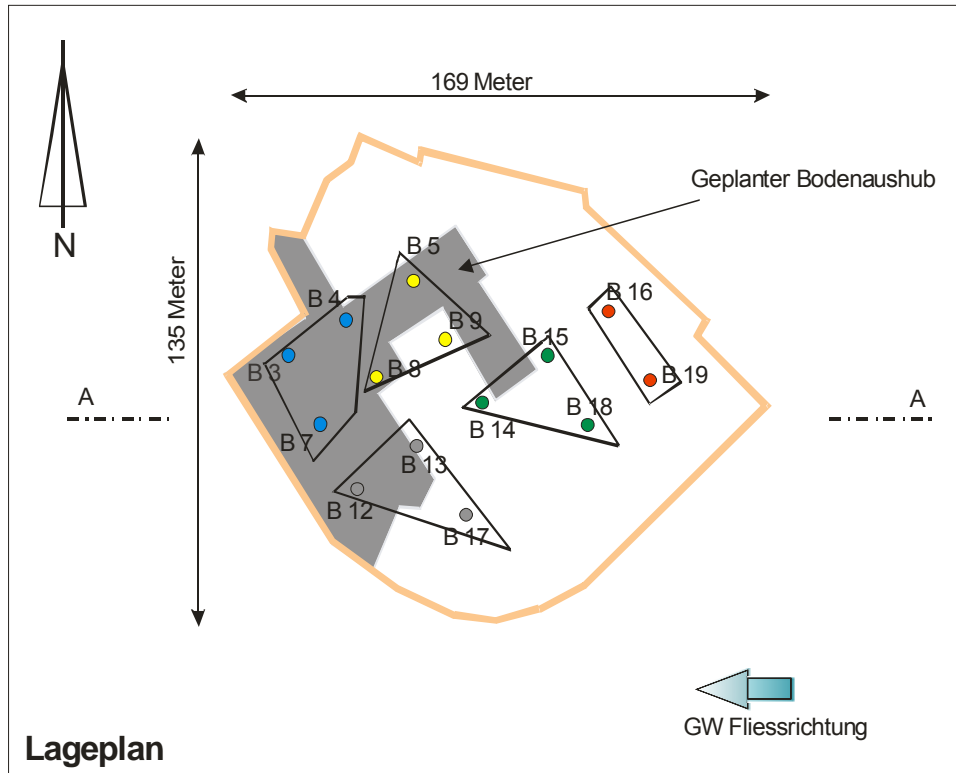 169 Meter
Geplanter Bodenaushub
N
135 Meter
B 5
B 4
B 16
B 9
B 15
B 3
B 8
B 19
A
A
B 14
B 18
B 7
B 13
B 12
B 17
GW Fliessrichtung
Lageplan